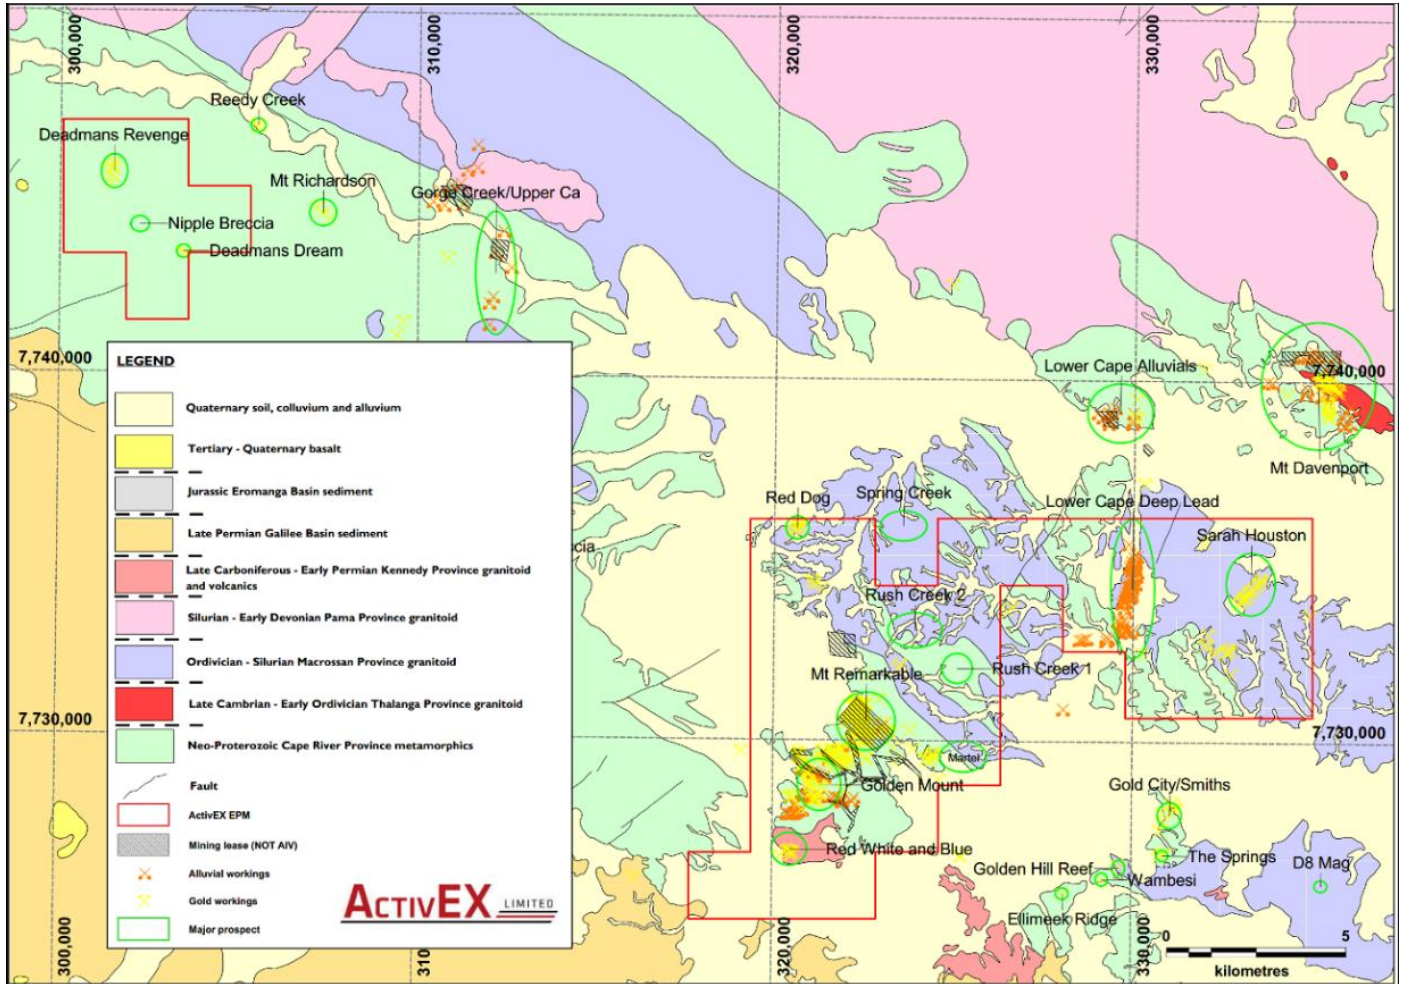 300,000
310,000
320,000
330,000
Reedy Creek
Deadmans Revenge
Mt Richardson
Gorge Creek/Upper Ca
Nipple Breccia
Deadmans Dream
7,740,000
7,740,000
Lower Cape Alluvials
Mt Davenport
LEGEND
Quaternary soil, colluvium and alluvium
Tertiary - Quaternary basalt
Jurassic Eromanga Basin sediment
Late Permian Galilee Basin sediment
Late Carboniferous - Early Permian Kennedy Province granitoid
and volcanics
Silurian - Early Devonian Pama Province granitoid
Ordivician - Silurian Macrossan Province granitoid
Late Cambrian - Early Ordivician Thalanga Province granitoid
Neo-Proterozoic Cape River Province metamorphics
Fault
ActivEX EPM
Mining lease (NOT AIV)
Alluvial workings
Gold workings
Major prospect
ACTIVEX LIMITED
Red Dog
Spring Creek
Lower Cape Deep Lead
Sarah Houston
cia
Rush Creek 2
Rush Creek 1
Mt Remarkable
7,730,000
7,730,000
Martel
Golden Mount
Gold City/Smiths
Red White and Blue
The Springs
D8 Mag
Golden Hill Reef
Wambesi
Ellimeek Ridge
300,000
310
320,000
330,000
0
5
kilometres